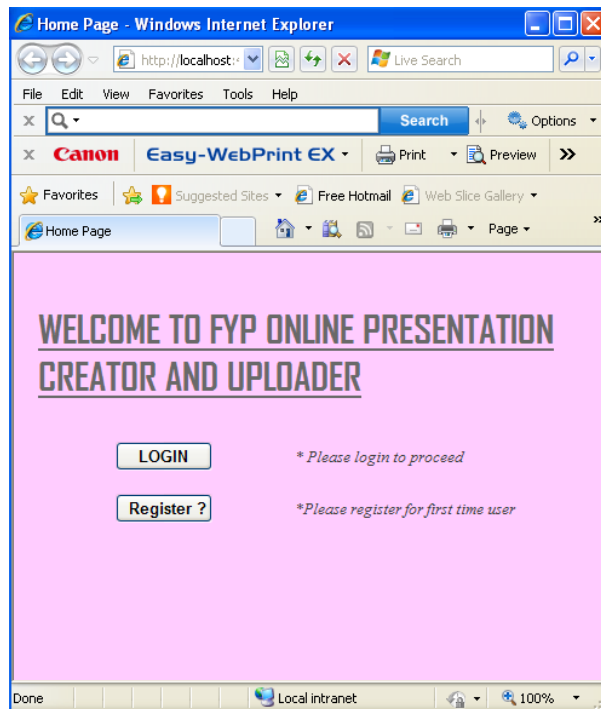 Home Page - Windows Internet Explorer
http://localhost: Live Search
File Edit View Favorites Tools Help
x Search Options
x Canon Easy-WebPrint EX Print Preview »
Favorites Suggested Sites Free Hotmail Web Slice Gallery
Home Page Page »
WELCOME TO FYP ONLINE PRESENTATION
CREATOR AND UPLOADER
LOGIN * Please login to proceed
Register ? *Please register for first time user
Done Local intranet 100%